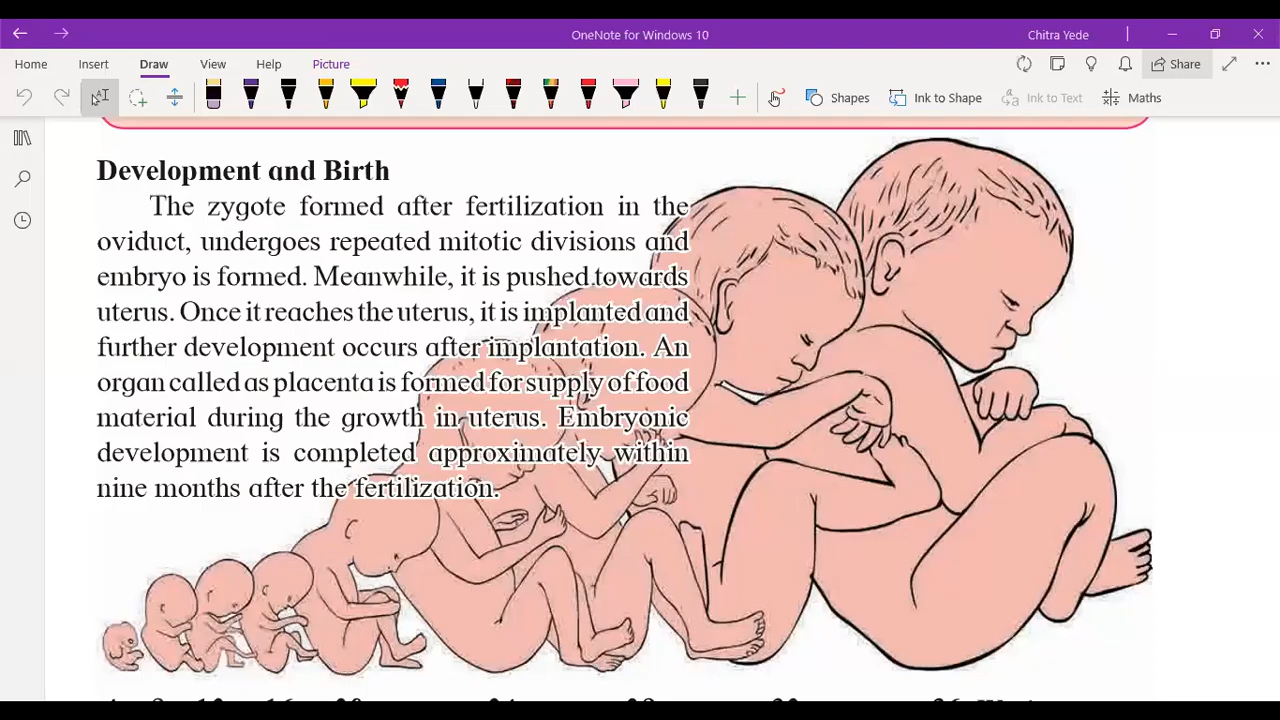 OneNote for Windows 10
Chitra Yede
Home Insert Draw View Help Picture
Share
Shapes Ink to Shape Ink to Text Maths
Development and Birth
The zygote formed after fertilization in the
oviduct, undergoes repeated mitotic divisions and
embryo is formed. Meanwhile, it is pushed towards
uterus. Once it reaches the uterus, it is implanted and
further development occurs after implantation. An
organ called as placenta is formed for supply of food
material during the growth in uterus. Embryonic
development is completed approximately within
nine months after the fertilization.